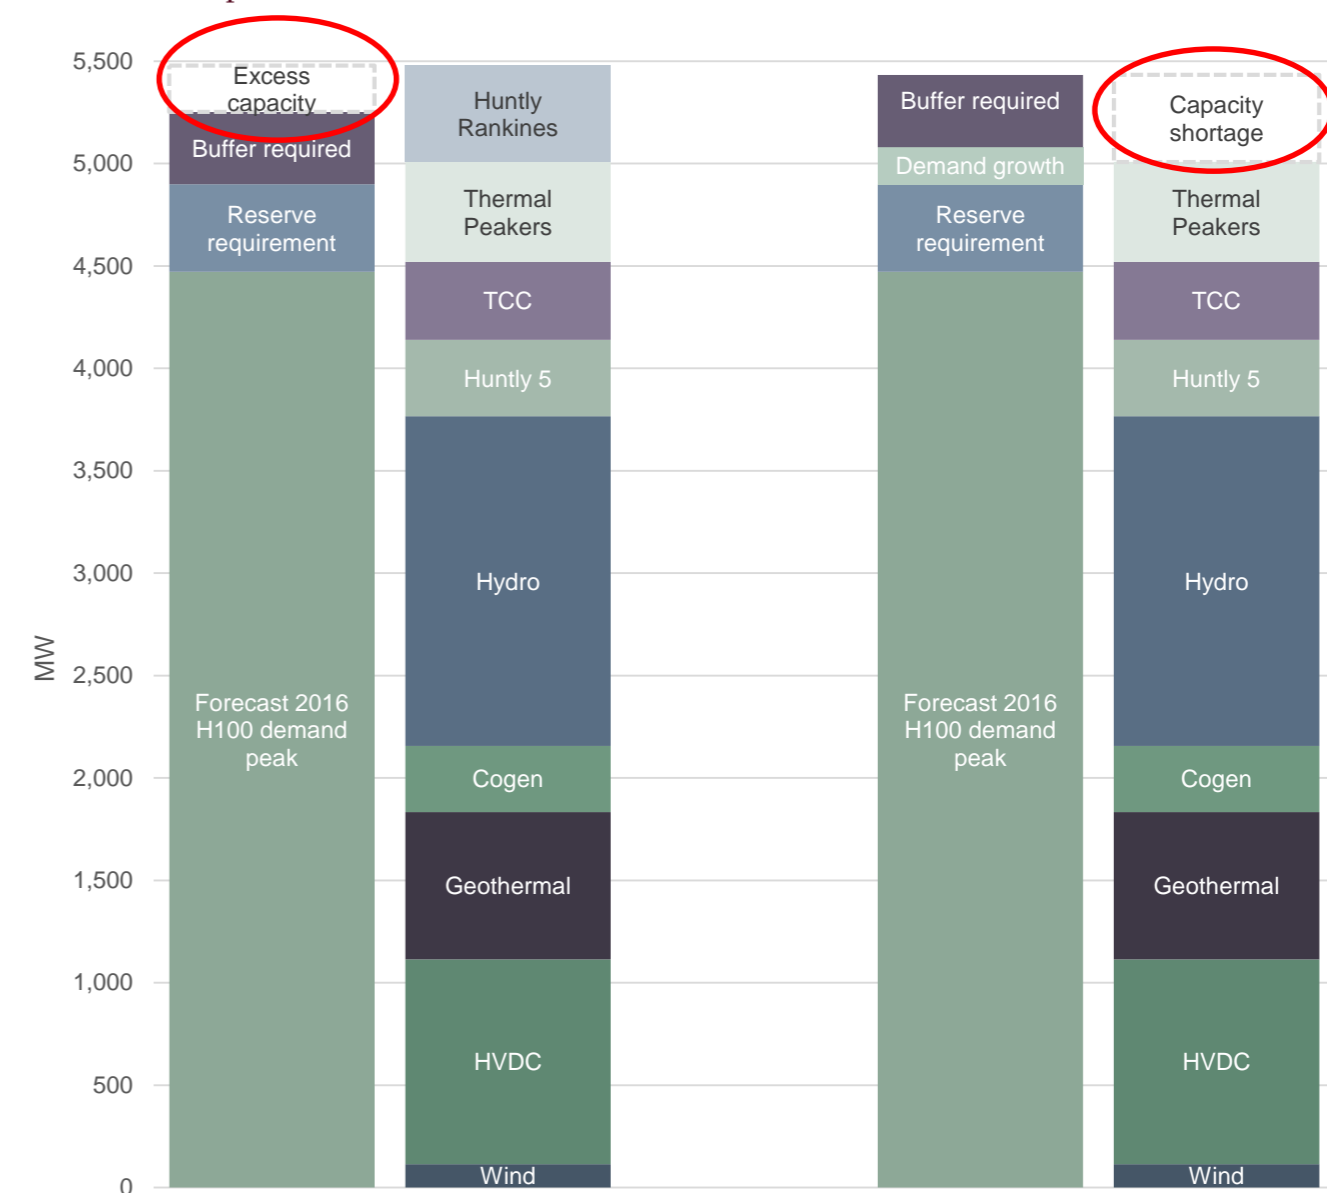 5,500
5,000
4,500
4,000
3,500
3,000
2,500
2,000
1,500
1,000
500
0
MW
Excess
capacity
Buffer required
Reserve
requirement
Forecast 2016
H100 demand
peak
Huntly
Rankines
Thermal
Peakers
TCC
Huntly 5
Hydro
Cogen
Geothermal
HVDC
Wind
Buffer required
Demand growth
Reserve
requirement
Forecast 2016
H100 demand
peak
Capacity
shortage
Thermal
Peakers
TCC
Huntly 5
Hydro
Cogen
Geothermal
HVDC
Wind